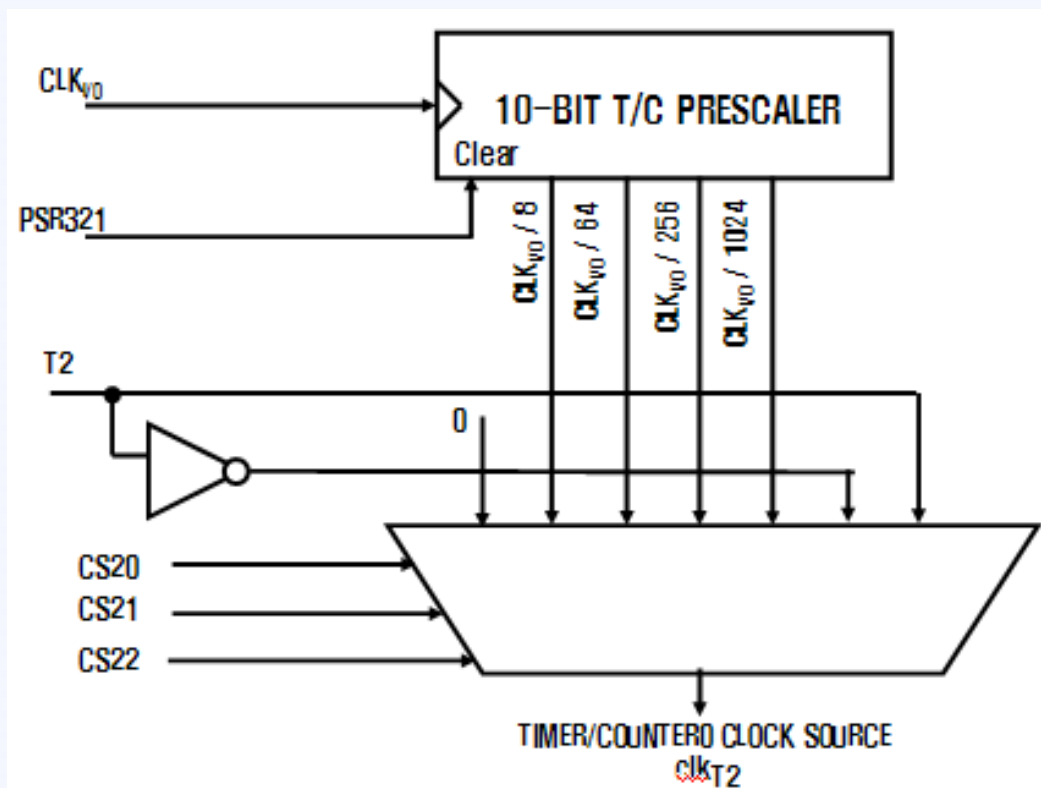 CLKI/O
10-BIT T/C PRESCALER
Clear
PSR321
CLKI/O / 8
CLKI/O / 64
CLKI/O / 256
CLKI/O / 1024
T2
0
CS20
CS21
CS22
TIMER/COUNTER0 CLOCK SOURCE
clkT2